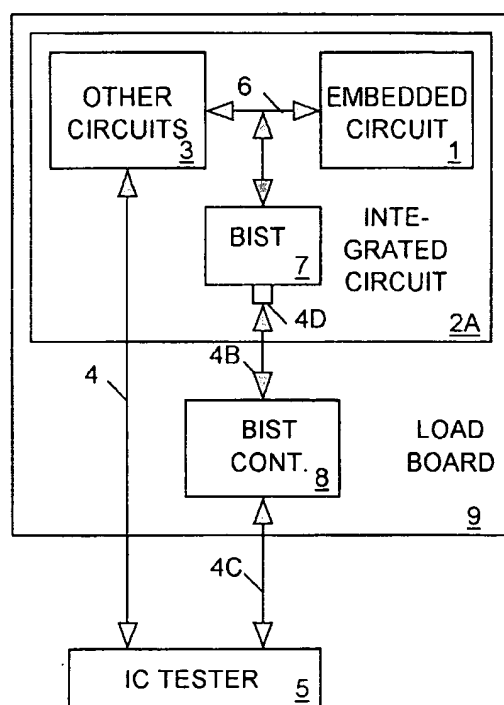 OTHER
CIRCUITS
3
6
EMBEDDED
CIRCUIT
1
BIST
7
INTE-
GRATED
CIRCUIT
2A
4D
4B
4
BIST
CONT.
8
LOAD
BOARD
9
4C
IC TESTER
5